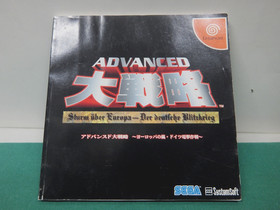 ADVANCED
大戦略
TM
Sturm über Europa – Der deutsche Blitzkrieg
アドバンスド大戦略 ～ヨーロッパの嵐・ドイツ電撃作戦～
SEGA SystemSoft